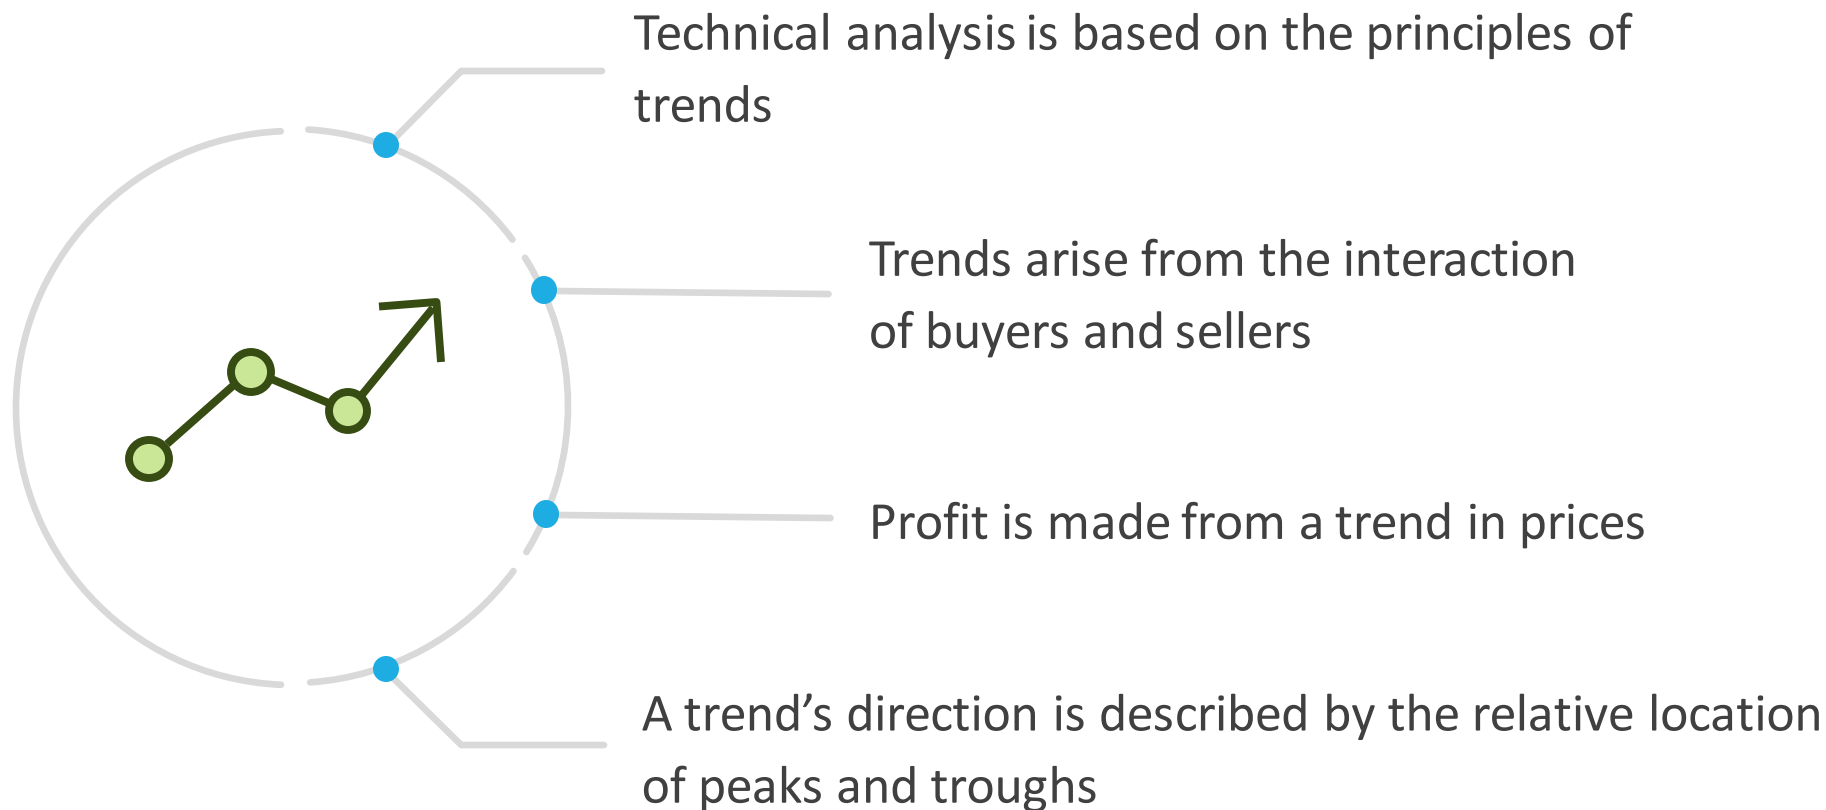 Technical analysis is based on the principles of
trends
Trends arise from the interaction
of buyers and sellers
Profit is made from a trend in prices
A trend’s direction is described by the relative location
of peaks and troughs